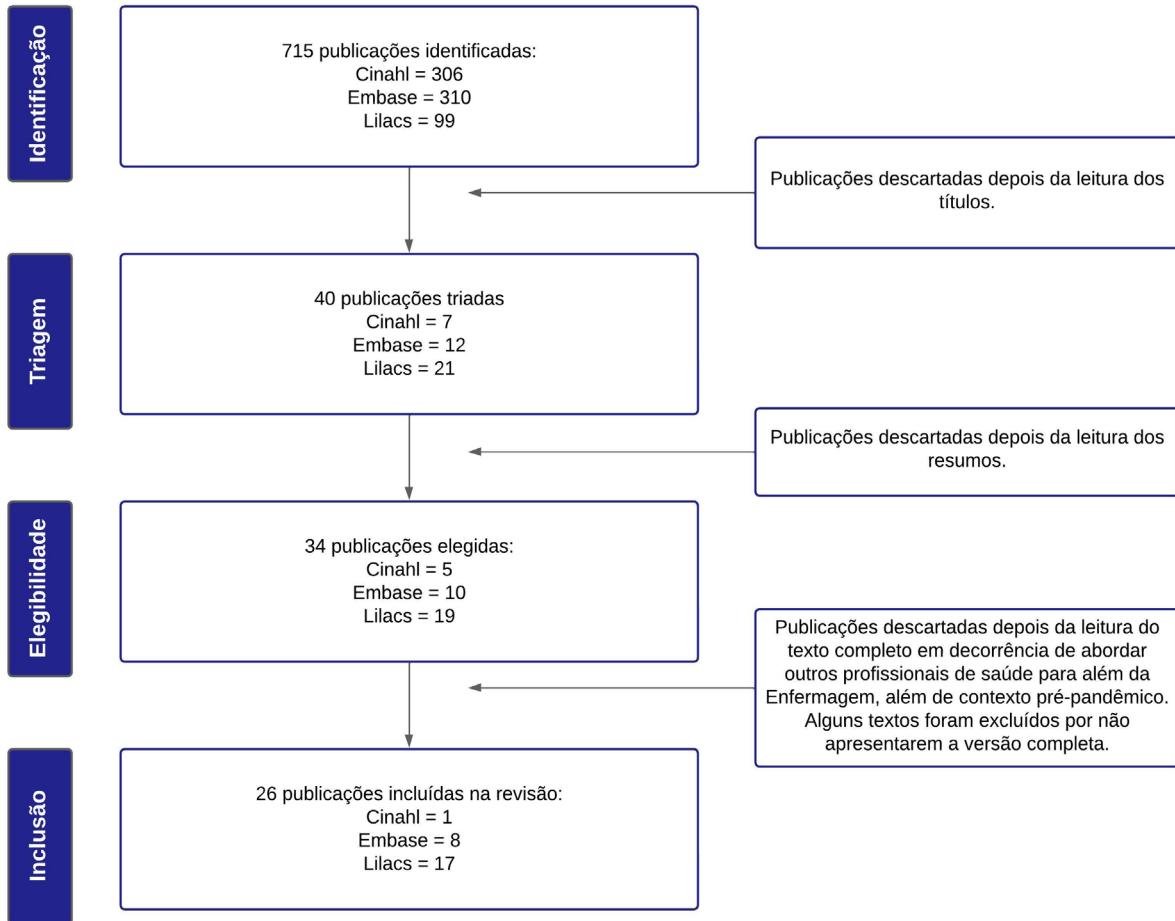 Identificação
715 publicações identificadas:
Cinahl = 306
Embase = 310
Lilacs = 99
Publicações descartadas depois da leitura dos
títulos.
Triagem
40 publicações triadas
Cinahl = 7
Embase = 12
Lilacs = 21
Publicações descartadas depois da leitura dos
resumos.
Elegibilidade
34 publicações elegidas:
Cinahl = 5
Embase = 10
Lilacs = 19
Publicações descartadas depois da leitura do
texto completo em decorrência de abordar
outros profissionais de saúde para além da
Enfermagem, além de contexto pré-pandêmico.
Alguns textos foram excluídos por não
apresentarem a versão completa.
Inclusão
26 publicações incluídas na revisão:
Cinahl = 1
Embase = 8
Lilacs = 17